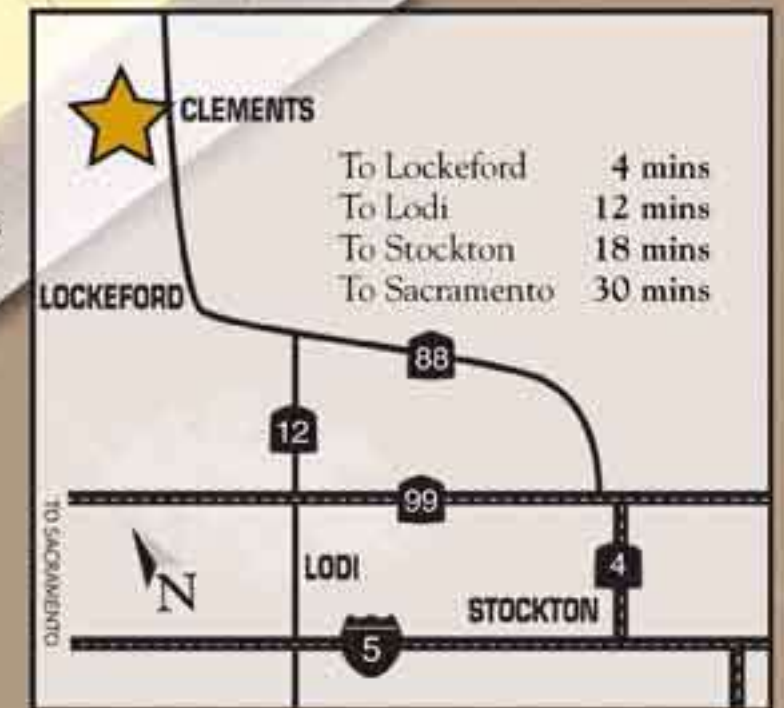 CLEMENTS
To Lockeford 4 mins
To Lodi 12 mins
To Stockton 18 mins
To Sacramento 30 mins
LOCKEFORD
88
12
99
TO SACRAMENTO
N
LODI
4
STOCKTON
5